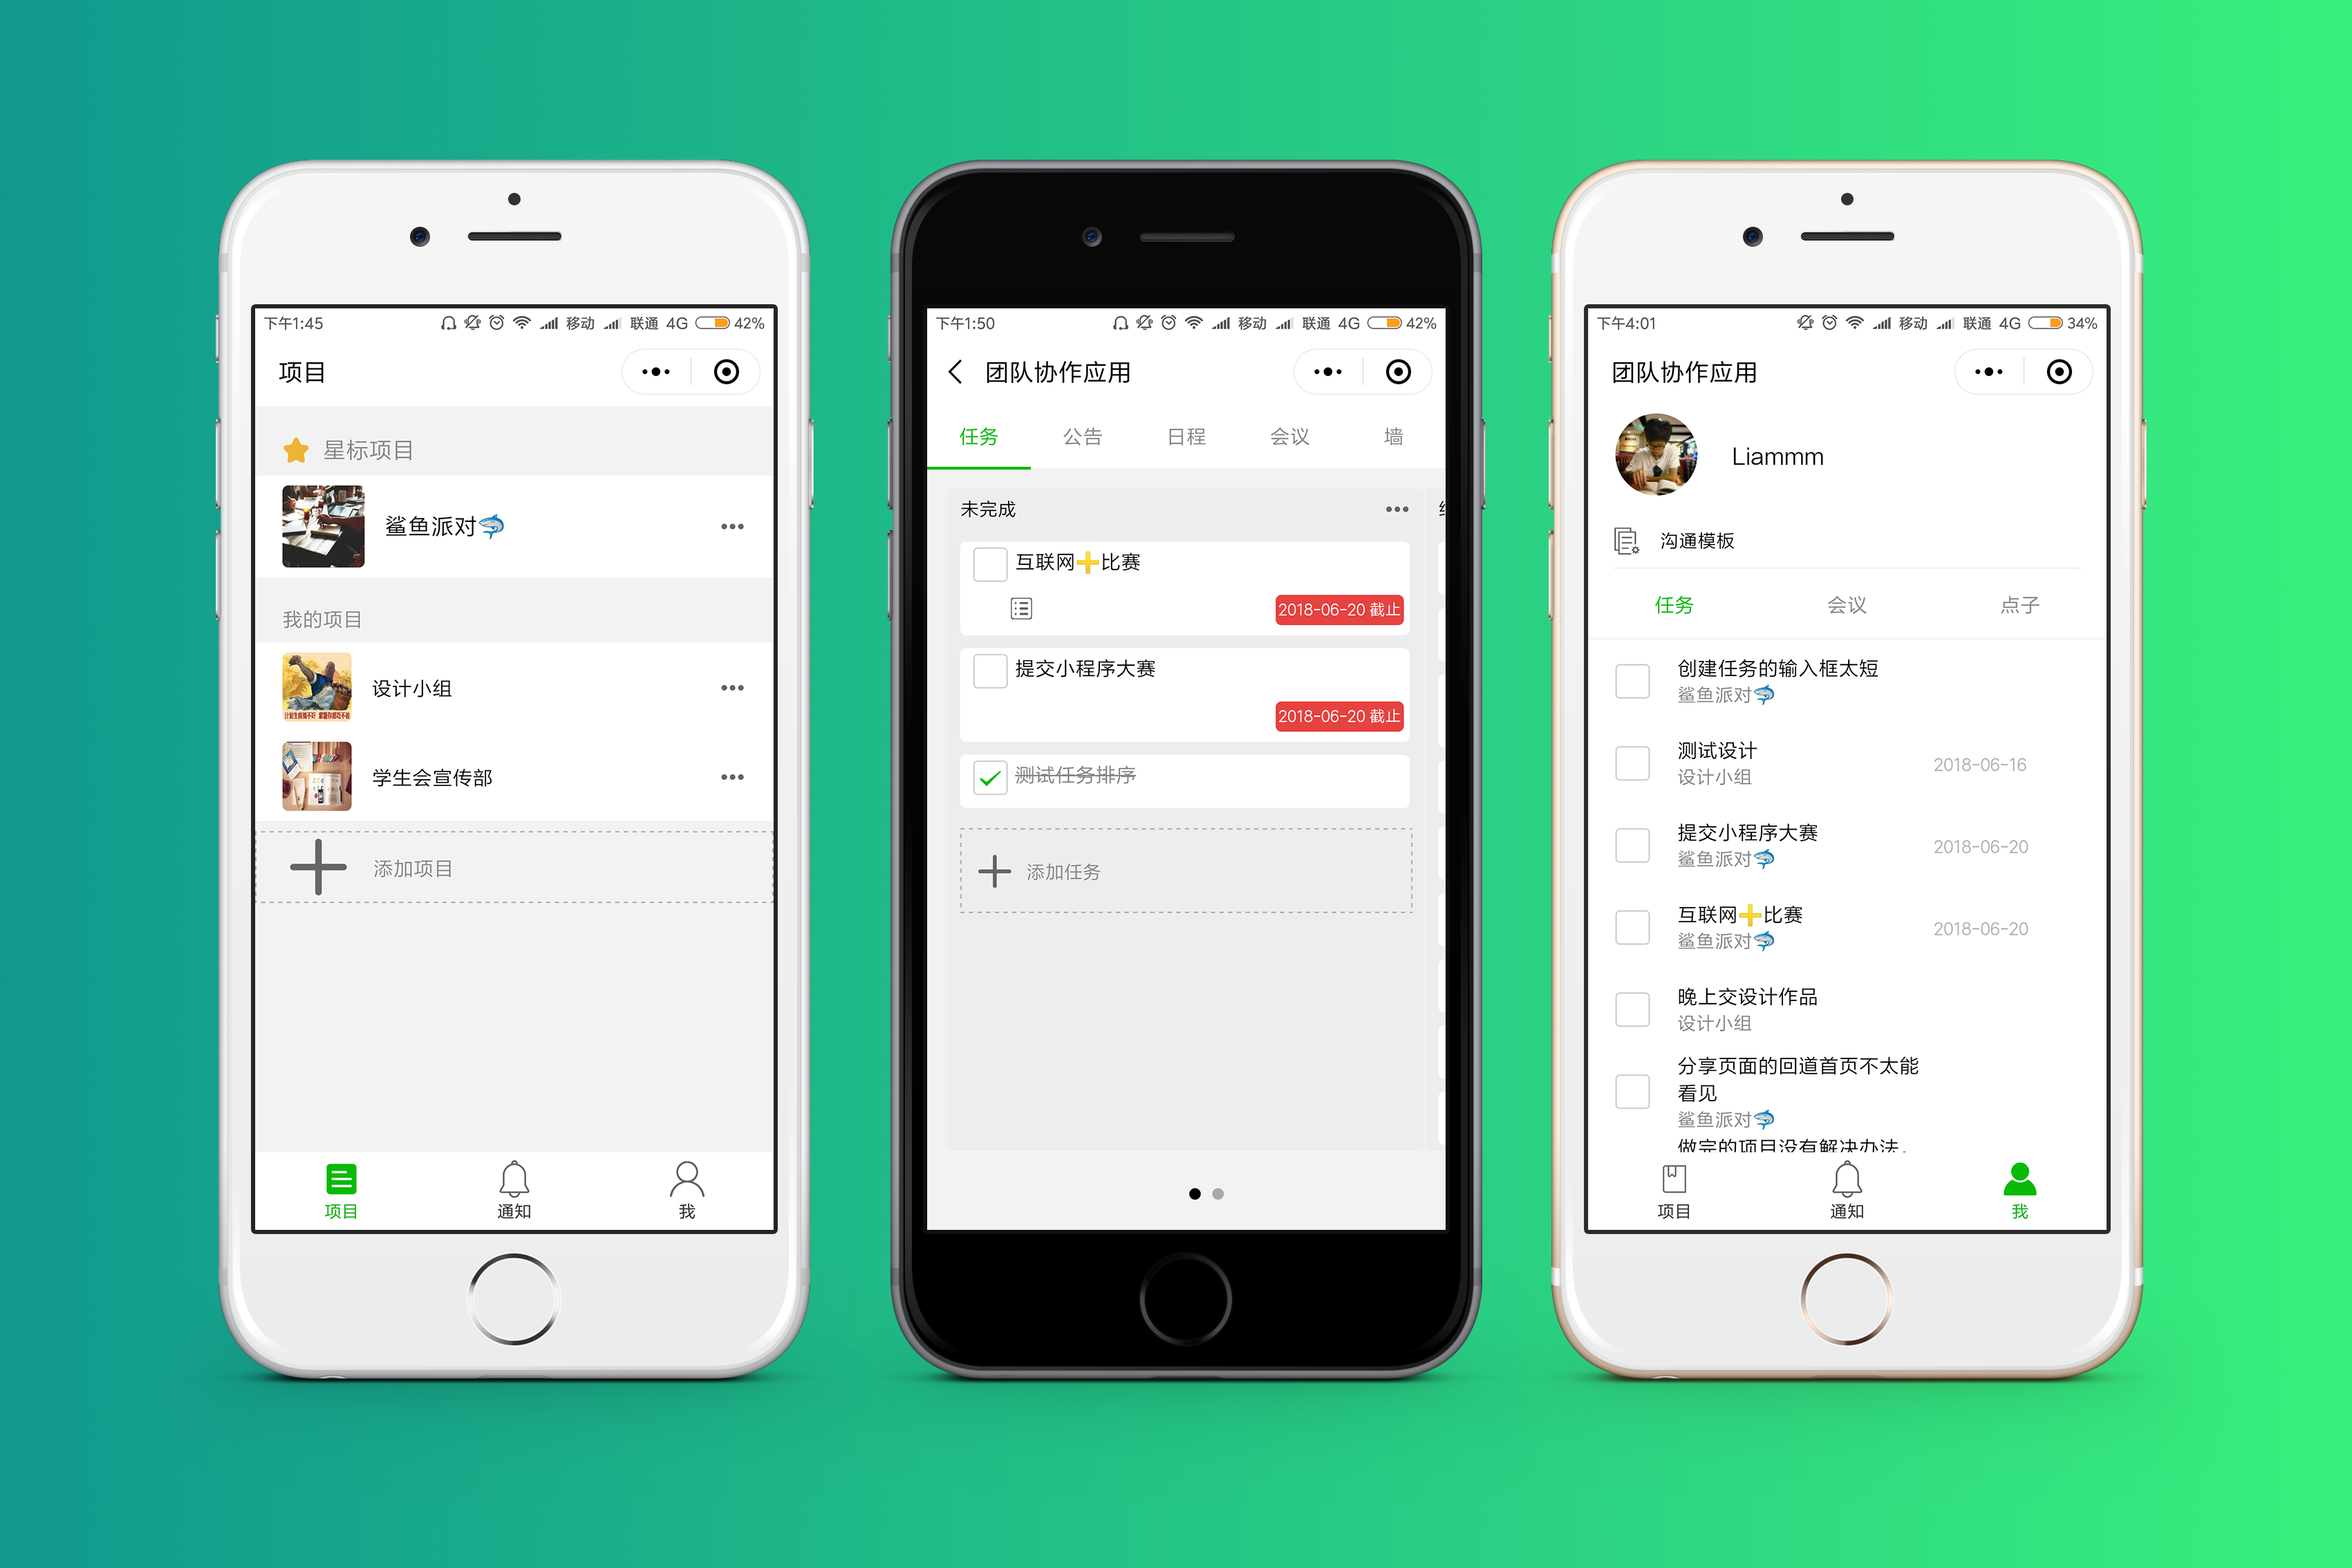 下午1:45
移动
联通 4G
42%
项目
星标项目
鲨鱼派对🦈
我的项目
设计小组
学生会宣传部
添加项目
项目
通知
我
下午1:50
移动
联通 4G
42%
团队协作应用
任务
公告
日程
会议
墙
未完成
互联网➕比赛
2018-06-20 截止
提交小程序大赛
2018-06-20 截止
测试任务排序
添加任务
下午4:01
移动
联通 4G
34%
团队协作应用
Liammm
沟通模板
任务
会议
点子
创建任务的输入框太短
鲨鱼派对🦈
测试设计
设计小组
2018-06-16
提交小程序大赛
鲨鱼派对🦈
2018-06-20
互联网➕比赛
鲨鱼派对🦈
2018-06-20
晚上交设计作品
设计小组
分享页面的回道首页不太能
看见
鲨鱼派对🦈
做完的项目没有解决办法.
项目
通知
我